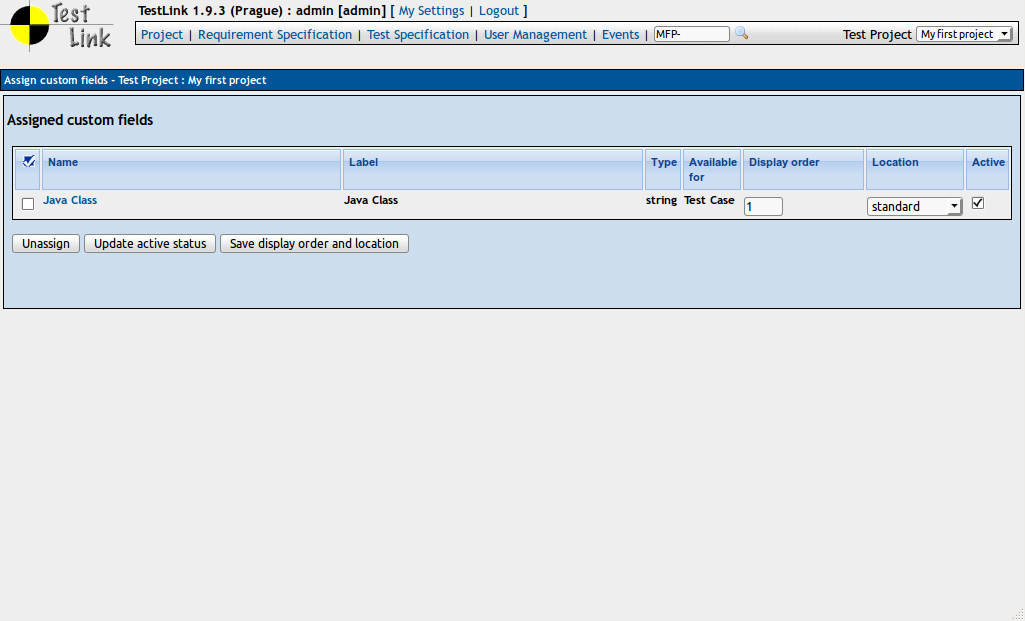 Test Link
TestLink 1.9.3 (Prague) : admin [admin] [ My Settings | Logout ]
Project | Requirement Specification | Test Specification | User Management | Events | MFP- Test Project My first project
Assign custom fields - Test Project : My first project
Assigned custom fields
Name Label Type Available for Display order Location Active
Java Class Java Class string Test Case 1 standard
Unassign Update active status Save display order and location